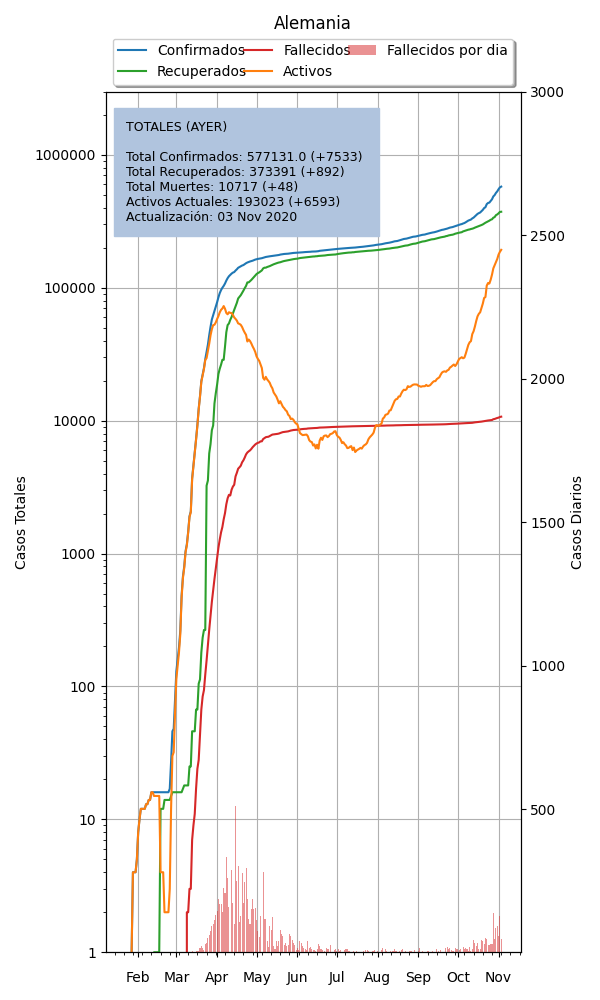 Alemania
Confirmados
Recuperados
Fallecidos
Activos
Fallecidos por dia
TOTALES (AYER)
Total Confirmados: 577131.0 (+7533)
Total Recuperados: 373391 (+892)
Total Muertes: 10717 (+48)
Activos Actuales: 193023 (+6593)
Actualización: 03 Nov 2020
Casos Totales
1000000
100000
10000
1000
100
10
1
Casos Diarios
3000
2500
2000
1500
1000
500
Feb Mar Apr May Jun Jul Aug Sep Oct Nov